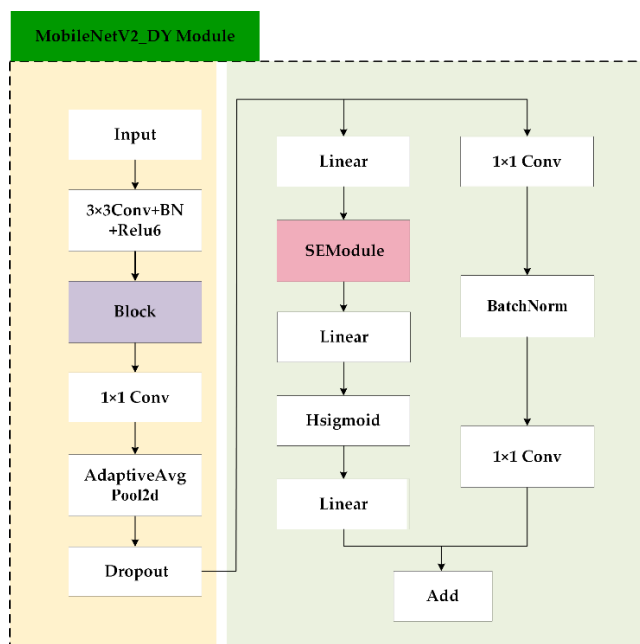 MobileNetV2_DY Module
Input
3×3Conv+BN
+Relu6
Block
1×1 Conv
AdaptiveAvg
Pool2d
Dropout
Linear
SEModule
Linear
Hsigmoid
Linear
1×1 Conv
BatchNorm
1×1 Conv
Add